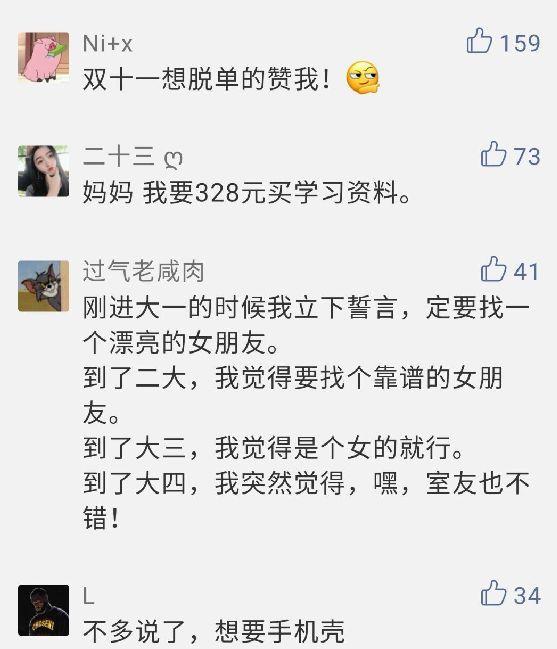 Ni+x
159
双十一想脱单的赞我！
二十三 ღ
73
妈妈 我要328元买学习资料。
过气老咸肉
41
刚进大一的时候我立下誓言，定要找一
个漂亮的女朋友。
到了二大，我觉得要找个靠谱的女朋
友。
到了大三，我觉得是个女的就行。
到了大四，我突然觉得，嘿，室友也不
错！
L
34
不多说了，想要手机壳